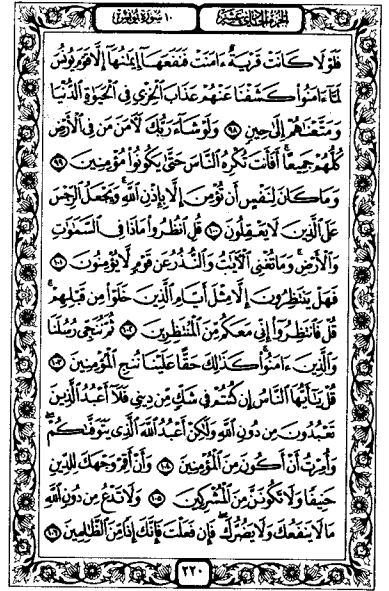 الجزء الحادي عشر
١٠ سورة يونس
فَلَوْلَا كَانَتْ قَرْيَةٌ ءَامَنَتْ فَنَفَعَهَآ إِيمَٰنُهَآ إِلَّا قَوْمَ يُونُسَ
لَمَّآ ءَامَنُوا۟ كَشَفْنَا عَنْهُمْ عَذَابَ ٱلْخِزْىِ فِى ٱلْحَيَوٰةِ ٱلدُّنْيَا
وَمَتَّعْنَٰهُمْ إِلَىٰ حِينٍ ٩٨ وَلَوْ شَآءَ رَبُّكَ لَءَامَنَ مَن فِى ٱلْأَرْضِ
كُلُّهُمْ جَمِيعًا ۚ أَفَأَنتَ تُكْرِهُ ٱلنَّاسَ حَتَّىٰ يَكُونُوا۟ مُؤْمِنِينَ ٩٩
وَمَا كَانَ لِنَفْسٍ أَن تُؤْمِنَ إِلَّا بِإِذْنِ ٱللَّهِ ۚ وَيَجْعَلُ ٱلرِّجْسَ
عَلَى ٱلَّذِينَ لَا يَعْقِلُونَ ١٠٠ قُلِ ٱنظُرُوا۟ مَاذَا فِى ٱلسَّمَٰوَٰتِ
وَٱلْأَرْضِ ۚ وَمَا تُغْنِى ٱلْءَايَٰتُ وَٱلنُّذُرُ عَن قَوْمٍ لَّا يُؤْمِنُونَ ١٠١
فَهَلْ يَنتَظِرُونَ إِلَّا مِثْلَ أَيَّامِ ٱلَّذِينَ خَلَوْا۟ مِن قَبْلِهِمْ ۚ
قُلْ فَٱنتَظِرُوٓا۟ إِنِّى مَعَكُم مِّنَ ٱلْمُنتَظِرِينَ ١٠٢ ثُمَّ نُنَجِّى رُسُلَنَا
وَٱلَّذِينَ ءَامَنُوا۟ ۚ كَذَٰلِكَ حَقًّا عَلَيْنَا نُنجِ ٱلْمُؤْمِنِينَ ١٠٣
قُلْ يَٰٓأَيُّهَا ٱلنَّاسُ إِن كُنتُمْ فِى شَكٍّ مِّن دِينِى فَلَآ أَعْبُدُ ٱلَّذِينَ
تَعْبُدُونَ مِن دُونِ ٱللَّهِ وَلَٰكِنْ أَعْبُدُ ٱللَّهَ ٱلَّذِى يَتَوَفَّىٰكُمْ ۖ
وَأُمِرْتُ أَنْ أَكُونَ مِنَ ٱلْمُؤْمِنِينَ ١٠٤ وَأَنْ أَقِمْ وَجْهَكَ لِلدِّينِ
حَنِيفًا وَلَا تَكُونَنَّ مِنَ ٱلْمُشْرِكِينَ ١٠٥ وَلَا تَدْعُ مِن دُونِ ٱللَّهِ
مَا لَا يَنفَعُكَ وَلَا يَضُرُّكَ ۖ فَإِن فَعَلْتَ فَإِنَّكَ إِذًا مِّنَ ٱلظَّٰلِمِينَ ١٠٦
٢٢٠